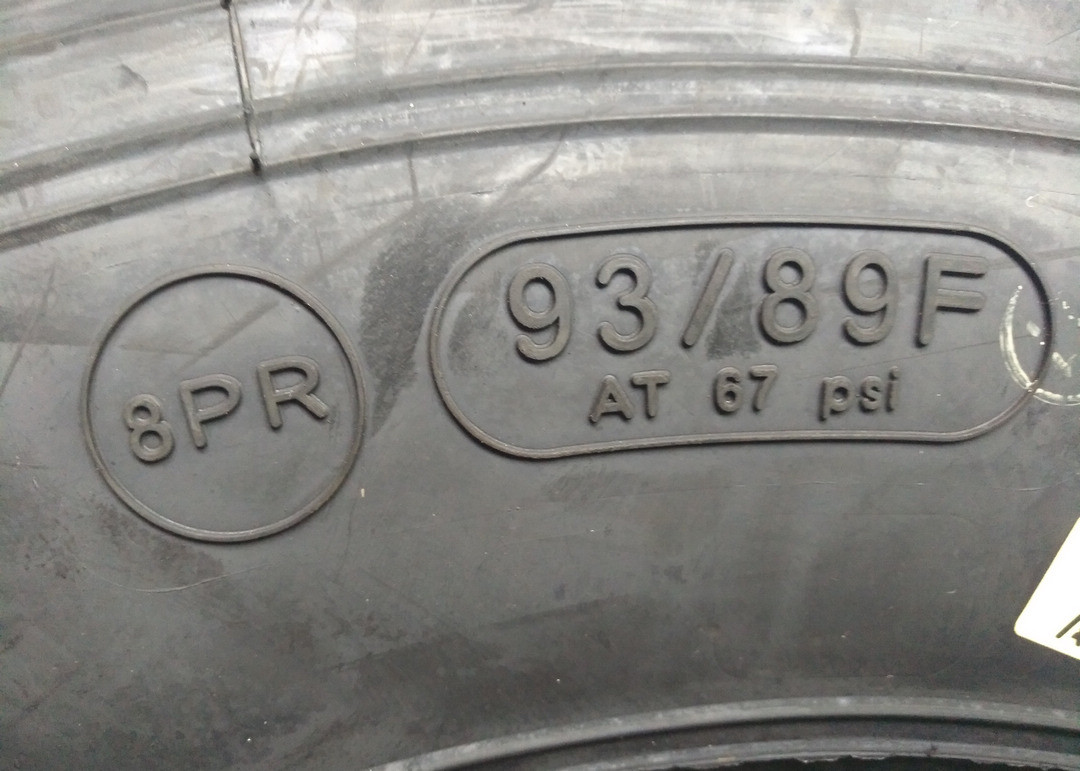 8PR
93/89F
AT 67 psi